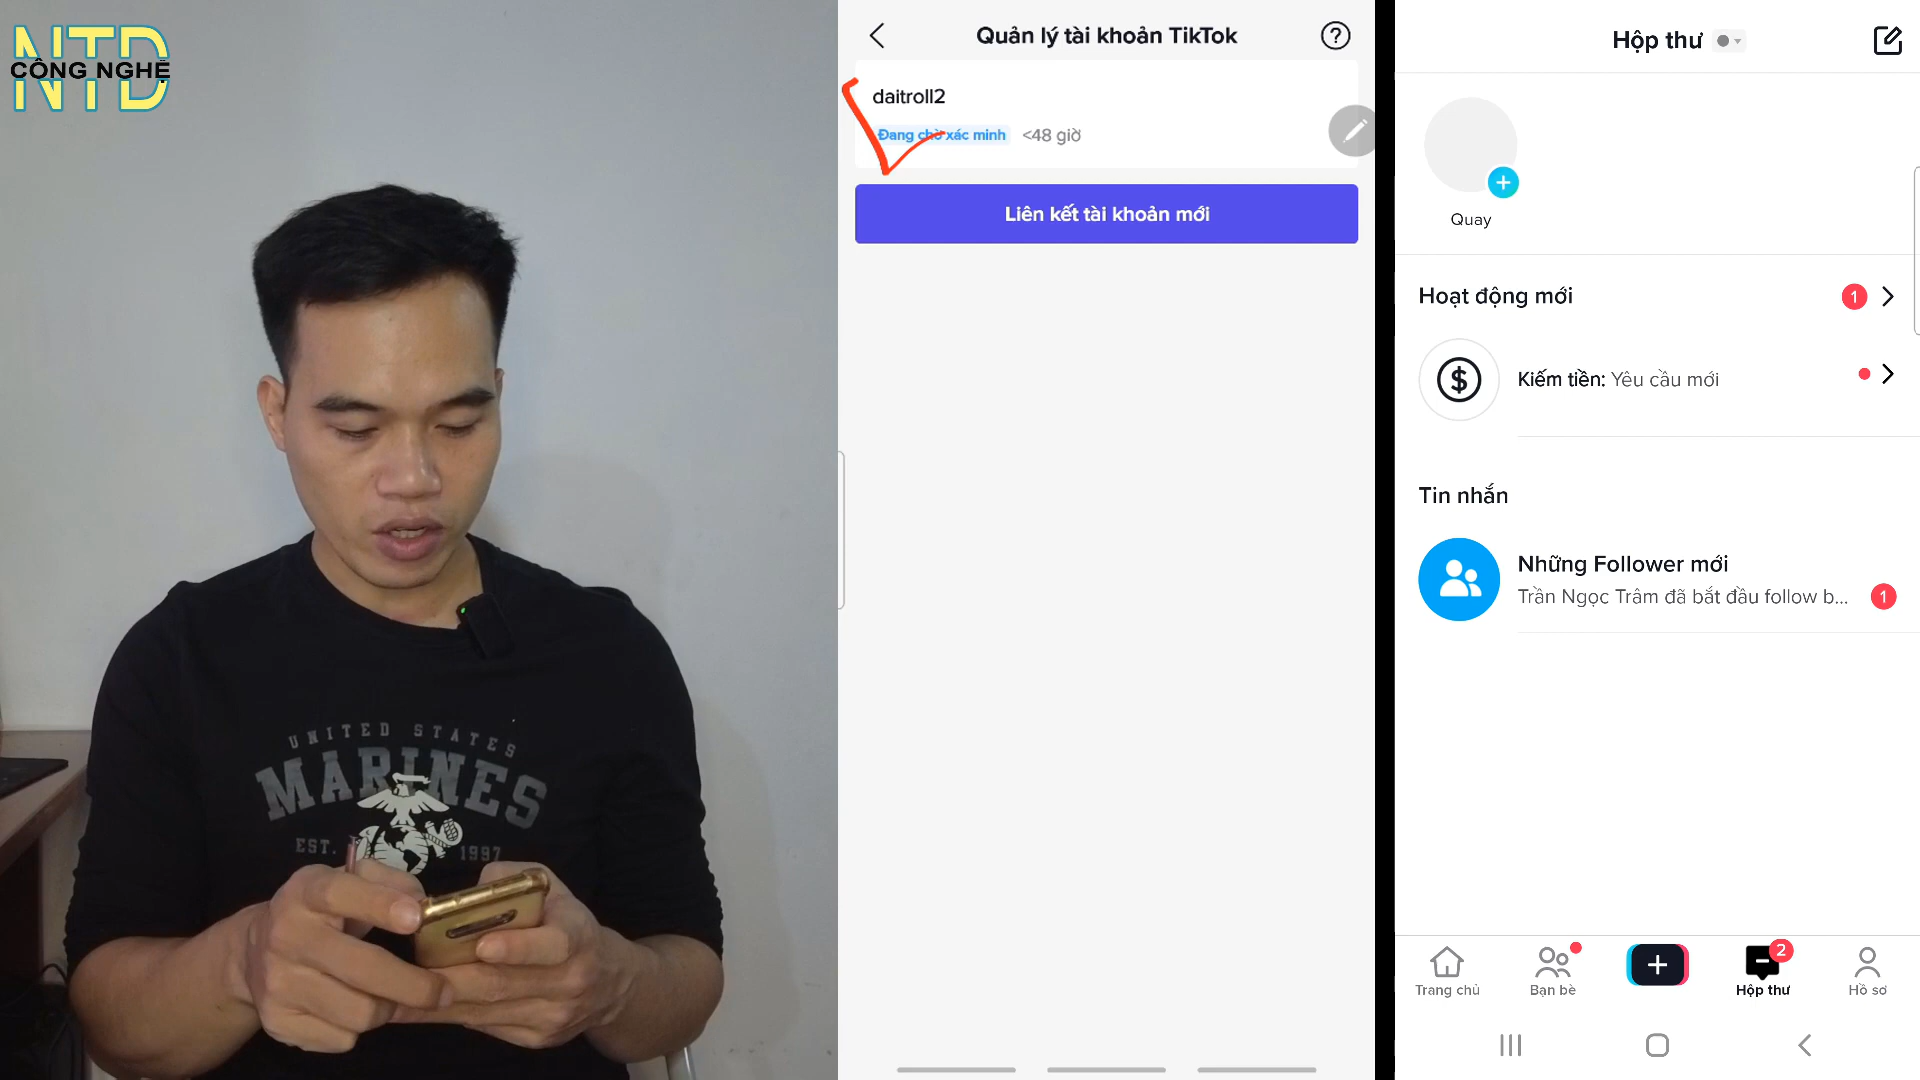 NTD
CÔNG NGHỆ
UNITED STATES
MARINES
EST. 1997
Quản lý tài khoản TikTok
daitroll2
Đang chờ xác minh <48 giờ
Liên kết tài khoản mới
Hộp thư
Quay
Hoạt động mới 1
Kiếm tiền: Yêu cầu mới
Tin nhắn
Những Follower mới
Trần Ngọc Trâm đã bắt đầu follow b... 1
2
Trang chủ Bạn bè Hộp thư Hồ sơ